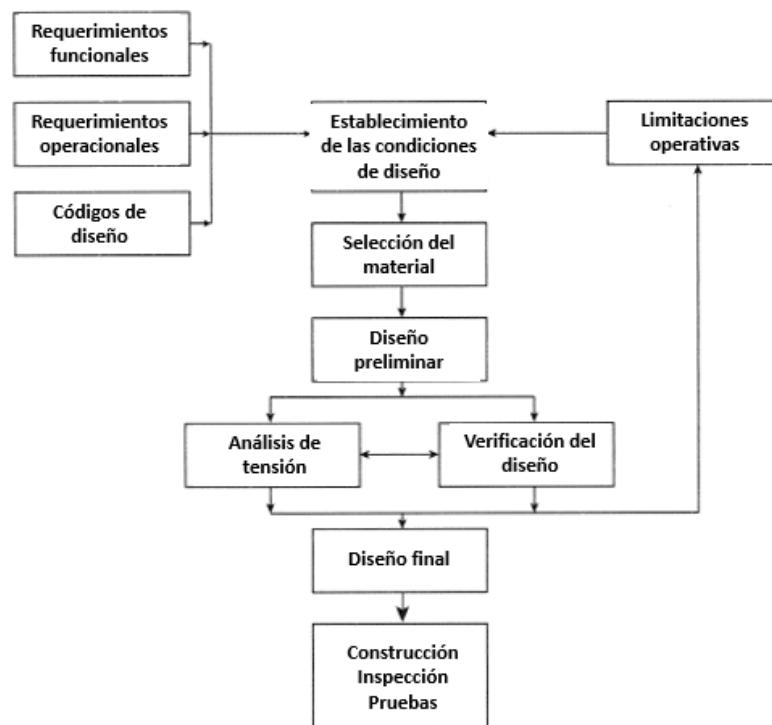 Requerimientos
funcionales
Requerimientos
operacionales
Códigos de
diseño
Establecimiento
de las condiciones
de diseño
Limitaciones
operativas
Selección del
material
Diseño
preliminar
Análisis de
tensión
Verificación del
diseño
Diseño final
Construcción
Inspección
Pruebas